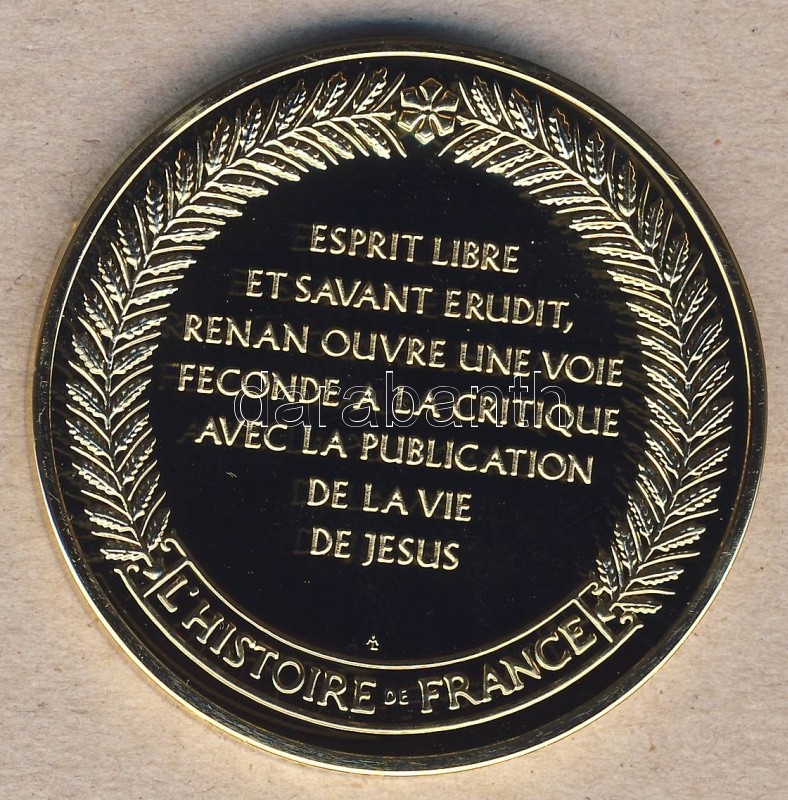 ESPRIT LIBRE
ET SAVANT ERUDIT,
RENAN OUVRE UNE VOIE
FECONDE A LA CRITIQUE
AVEC LA PUBLICATION
DE LA VIE
DE JESUS
L'HISTOIRE DE FRANCE
darabanth